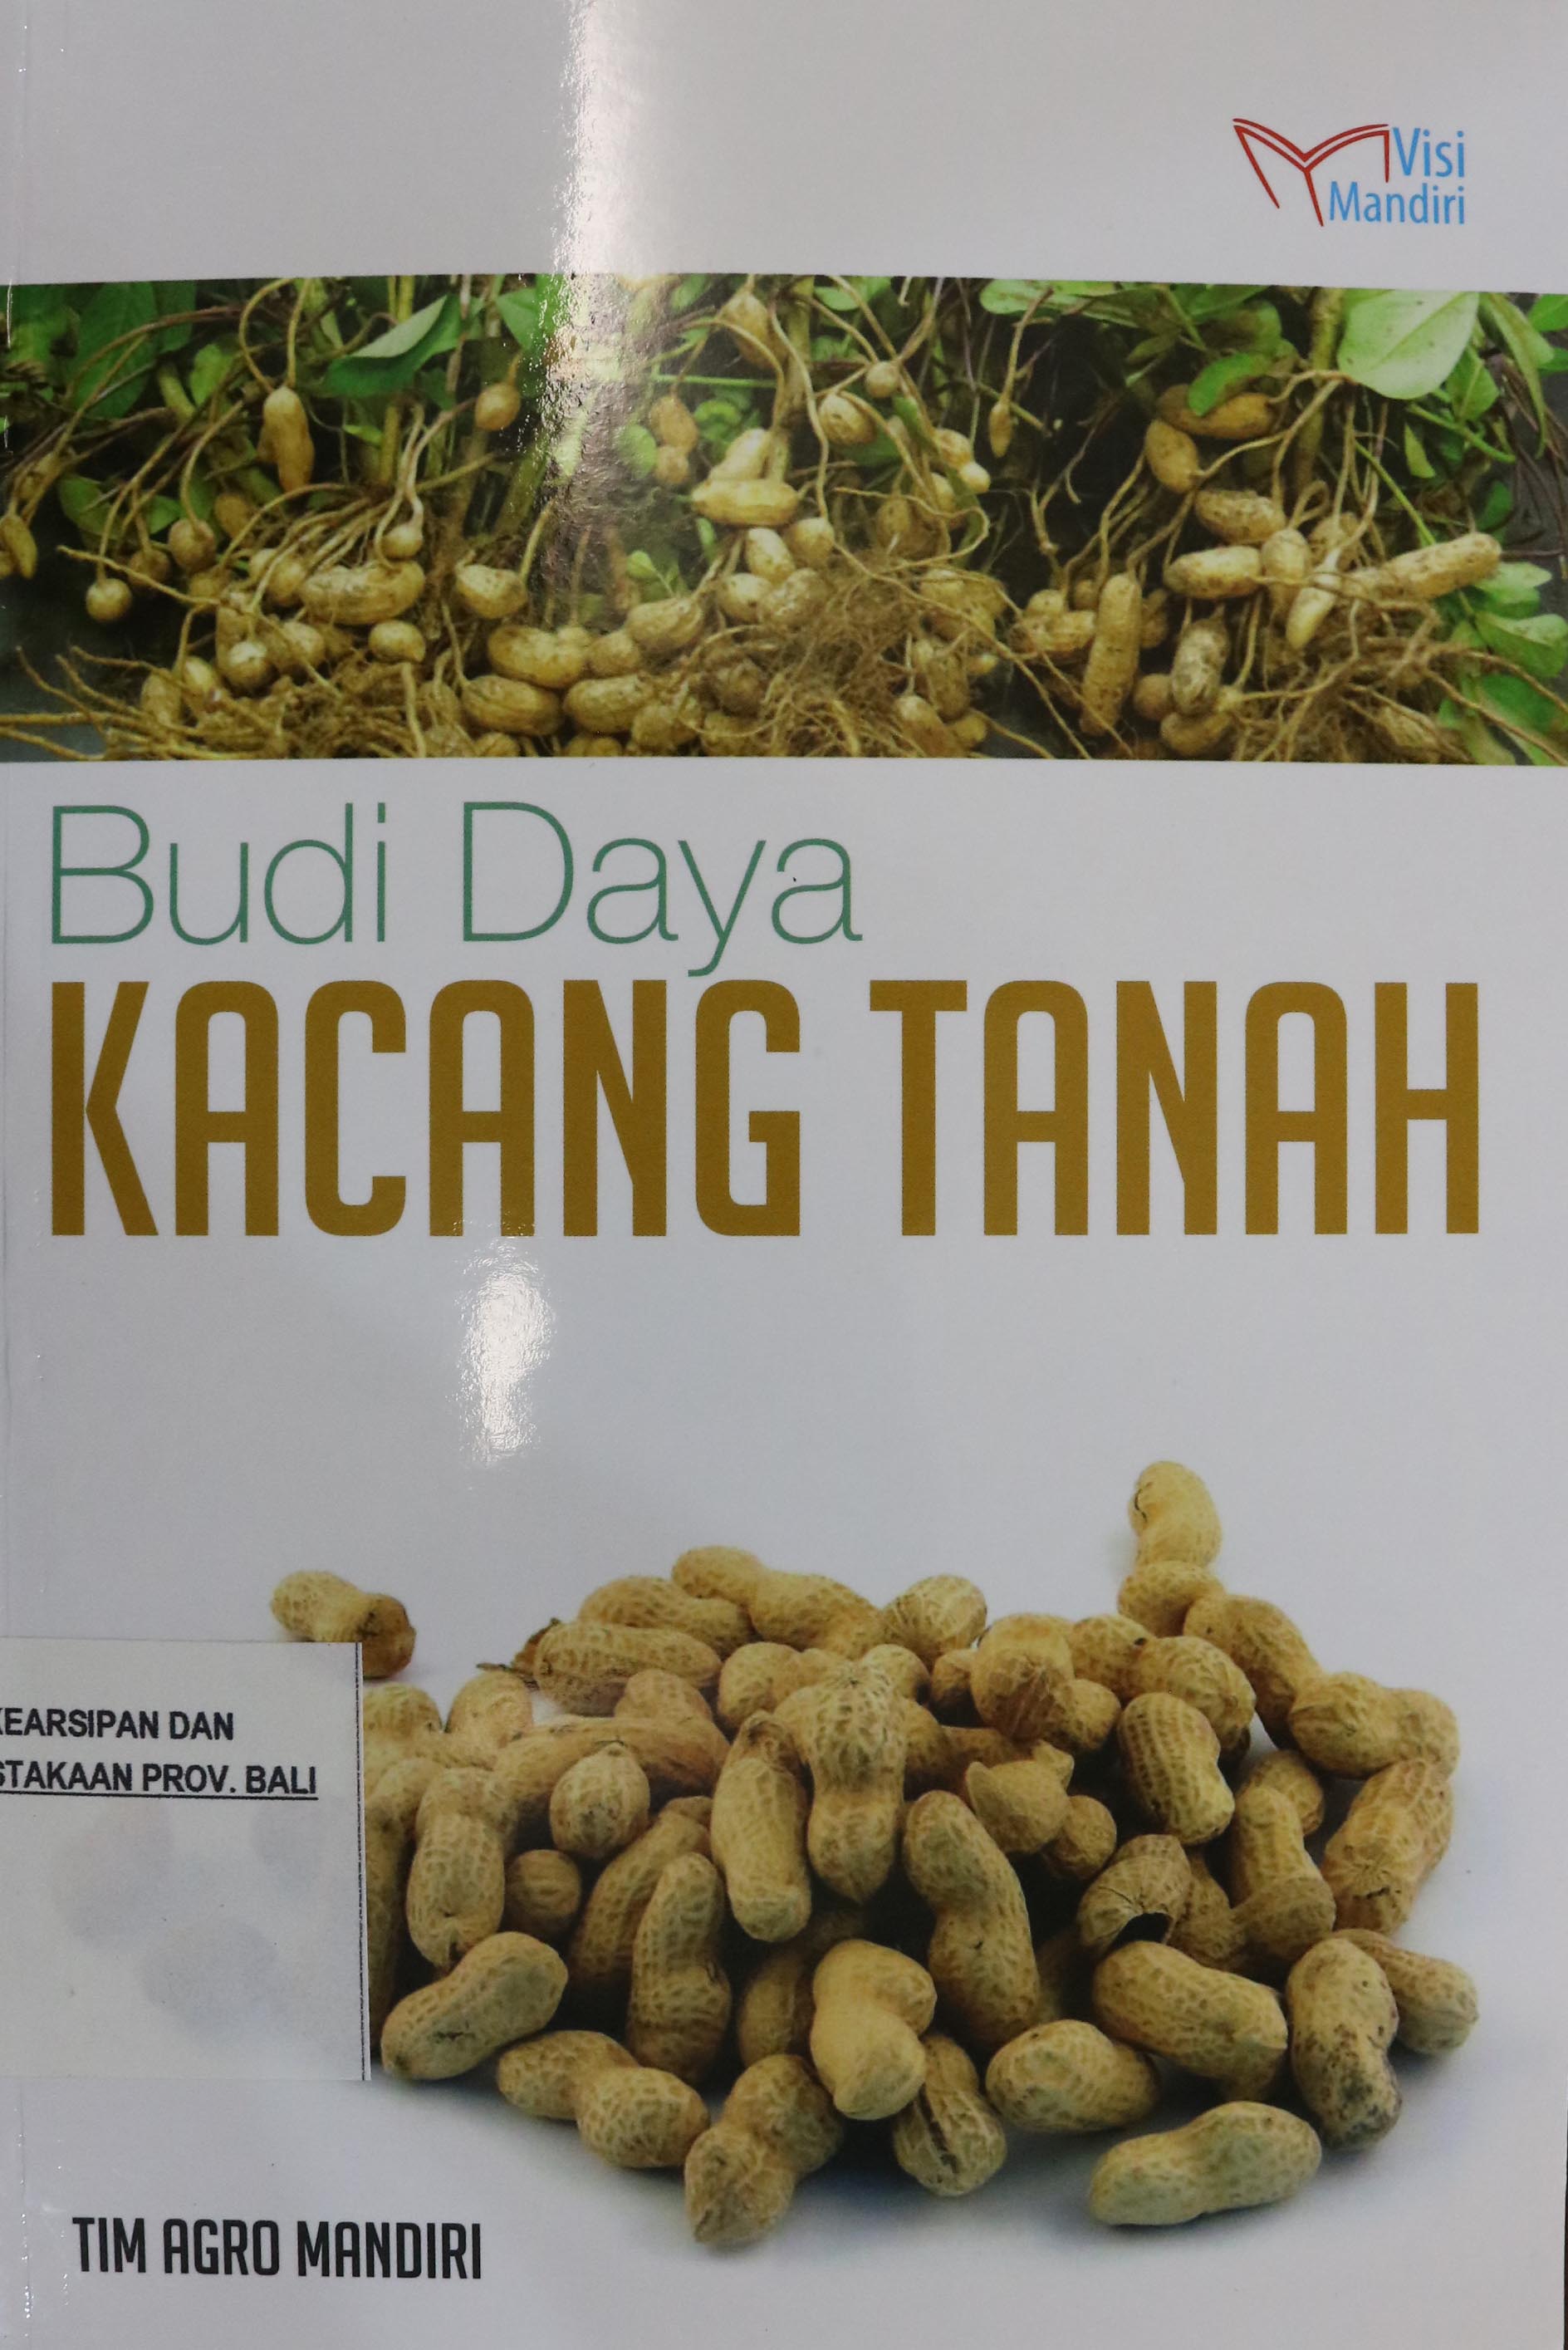 Visi
Mandiri
Budi Daya
KACANG TANAH
KEARSIPAN DAN
STAKAAN PROV. BALI
TIM AGRO MANDIRI